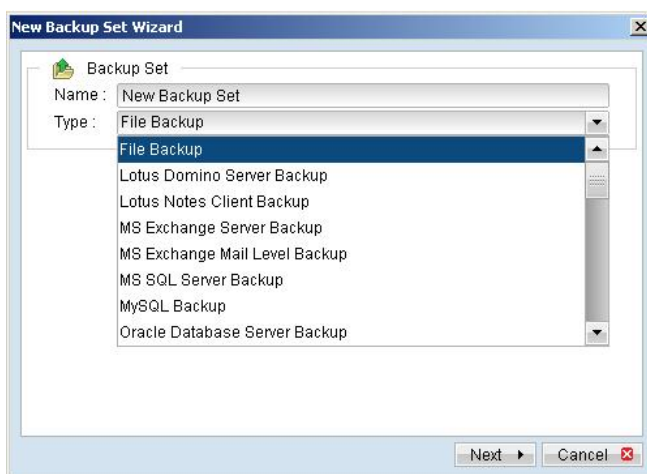 New Backup Set Wizard
Backup Set
Name : New Backup Set
Type : File Backup
File Backup
Lotus Domino Server Backup
Lotus Notes Client Backup
MS Exchange Server Backup
MS Exchange Mail Level Backup
MS SQL Server Backup
MySQL Backup
Oracle Database Server Backup
Next Cancel